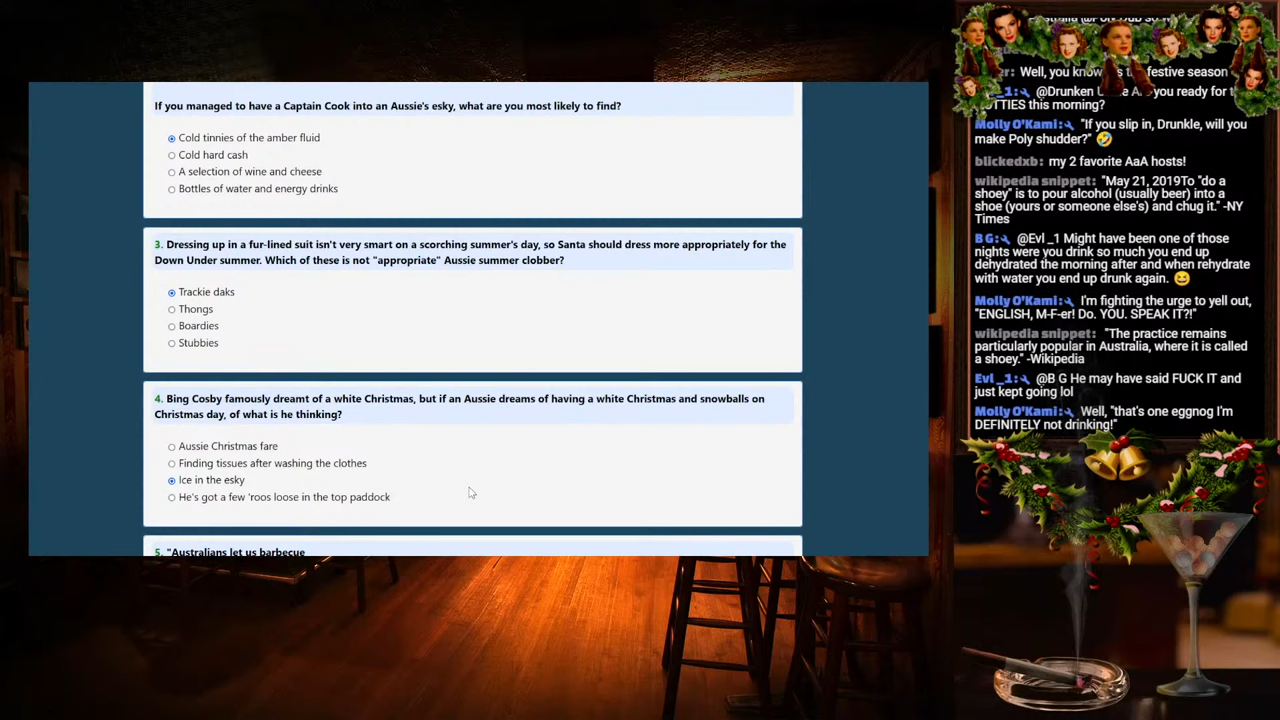 If you managed to have a Captain Cook into an Aussie's esky, what are you most likely to find?
Cold tinnies of the amber fluid
Cold hard cash
A selection of wine and cheese
Bottles of water and energy drinks
3. Dressing up in a fur-lined suit isn't very smart on a scorching summer's day, so Santa should dress more appropriately for the
Down Under summer. Which of these is not "appropriate" Aussie summer clobber?
Trackie daks
Thongs
Boardies
Stubbies
4. Bing Cosby famously dreamt of a white Christmas, but if an Aussie dreams of having a white Christmas and snowballs on
Christmas day, of what is he thinking?
Aussie Christmas fare
Finding tissues after washing the clothes
Ice in the esky
He's got a few 'roos loose in the top paddock
5. "Australians let us barbecue
Well, you know festive season
_1: @Drunken you ready for
this morning?
Molly O'Kami: "If you slip in, Drunkle, will you
make Poly shudder?" 🤣
blickedxb: my 2 favorite AaA hosts!
wikipedia snippet: "May 21, 2019To "do a
shoey" is to pour alcohol (usually beer) into a
shoe (yours or someone else's) and chug it." -NY
Times
B G: @Evl _1 Might have been one of those
nights were you drink so much you end up
dehydrated the morning after and when rehydrate
with water you end up drunk again. 😆
Molly O'Kami: I'm fighting the urge to yell out,
"ENGLISH, M-F-er! Do. YOU. SPEAK IT?!"
wikipedia snippet: "The practice remains
particularly popular in Australia, where it is called
a shoey." -Wikipedia
Evl _1: @B G He may have said FUCK IT and
just kept going lol
Molly O'Kami: Well, "that's one eggnog I'm
DEFINITELY not drinking!"